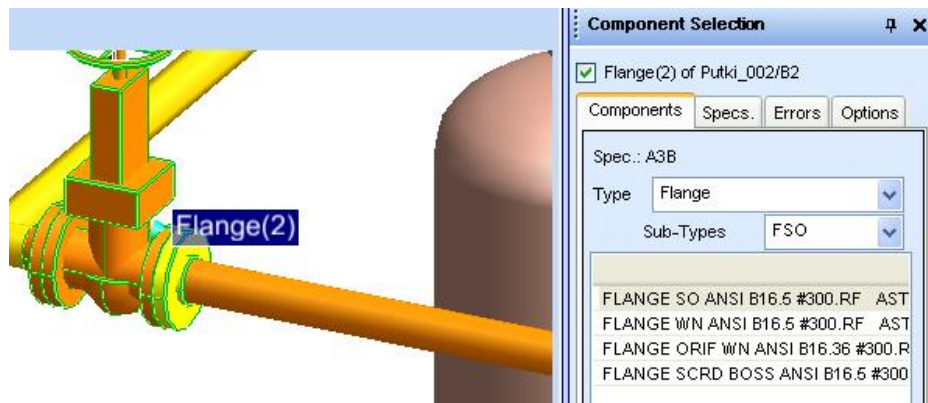 Component Selection
Flange(2) of Putki_002/B2
Components Specs. Errors Options
Spec.: A3B
Type Flange
Flange(2)
Sub-Types FSO
FLANGE SO ANSI B16.5 #300.RF AST
FLANGE WN ANSI B16.5 #300.RF AST
FLANGE ORIF WN ANSI B16.36 #300.R
FLANGE SCRD BOSS ANSI B16.5 #300